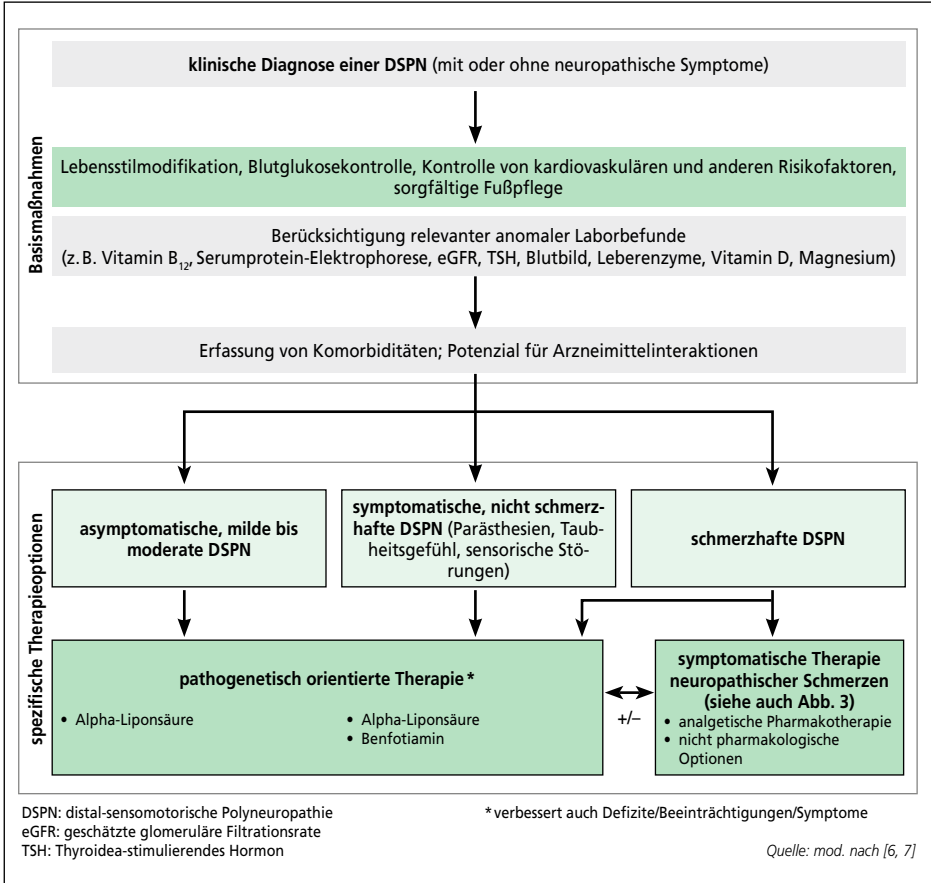 klinische Diagnose einer DSPN (mit oder ohne neuropathische Symptome)
Basismaßnahmen
Lebensstilmodifikation, Blutglukosekontrolle, Kontrolle von kardiovaskulären und anderen Risikofaktoren,
sorgfältige Fußpflege
Berücksichtigung relevanter anomaler Laborbefunde
(z. B. Vitamin B₁₂, Serumprotein-Elektrophorese, eGFR, TSH, Blutbild, Leberenzyme, Vitamin D, Magnesium)
Erfassung von Komorbiditäten; Potenzial für Arzneimittelinteraktionen
spezifische Therapieoptionen
asymptomatische, milde bis
moderate DSPN
symptomatische, nicht schmerz-
hafte DSPN (Parästhesien, Taub-
heitsgefühl, sensorische Stö-
rungen)
schmerzhafte DSPN
pathogenetisch orientierte Therapie *
• Alpha-Liponsäure
• Alpha-Liponsäure
• Benfotiamin
+/–
symptomatische Therapie
neuropathischer Schmerzen
(siehe auch Abb. 3)
• analgetische Pharmakotherapie
• nicht pharmakologische
Optionen
DSPN: distal-sensomotorische Polyneuropathie
eGFR: geschätzte glomeruläre Filtrationsrate
TSH: Thyroidea-stimulierendes Hormon
* verbessert auch Defizite/Beeinträchtigungen/Symptome
Quelle: mod. nach [6, 7]